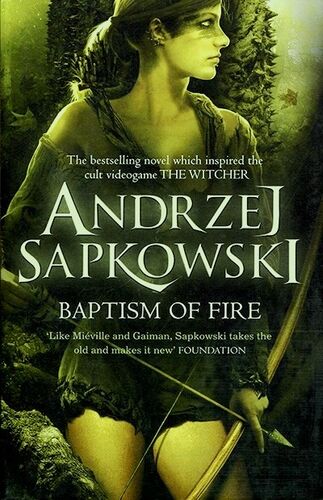 The bestselling novel which inspired the
cult videogame THE WITCHER
ANDRZEJ
SAPKOWSKI
BAPTISM OF FIRE
‘Like Miéville and Gaiman, Sapkowski takes the
old and makes it new’ FOUNDATION